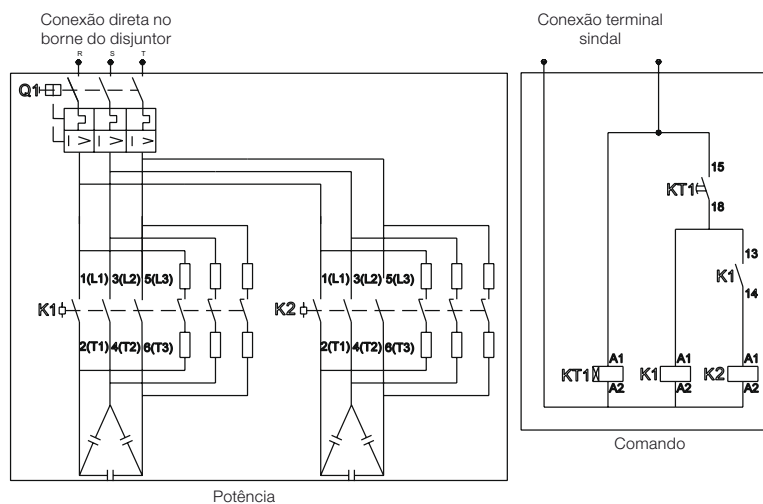 Conexão direta no
borne do disjuntor
R S T
Q1
I> I> I>
1(L1) 3(L2) 5(L3)
K1
2(T1) 4(T2) 6(T3)
1(L1) 3(L2) 5(L3)
K2
2(T1) 4(T2) 6(T3)
Potência
Conexão terminal
sindal
15
KT1
18
13
K1
14
A1 A1 A1
KT1 K1 K2
A2 A2 A2
Comando